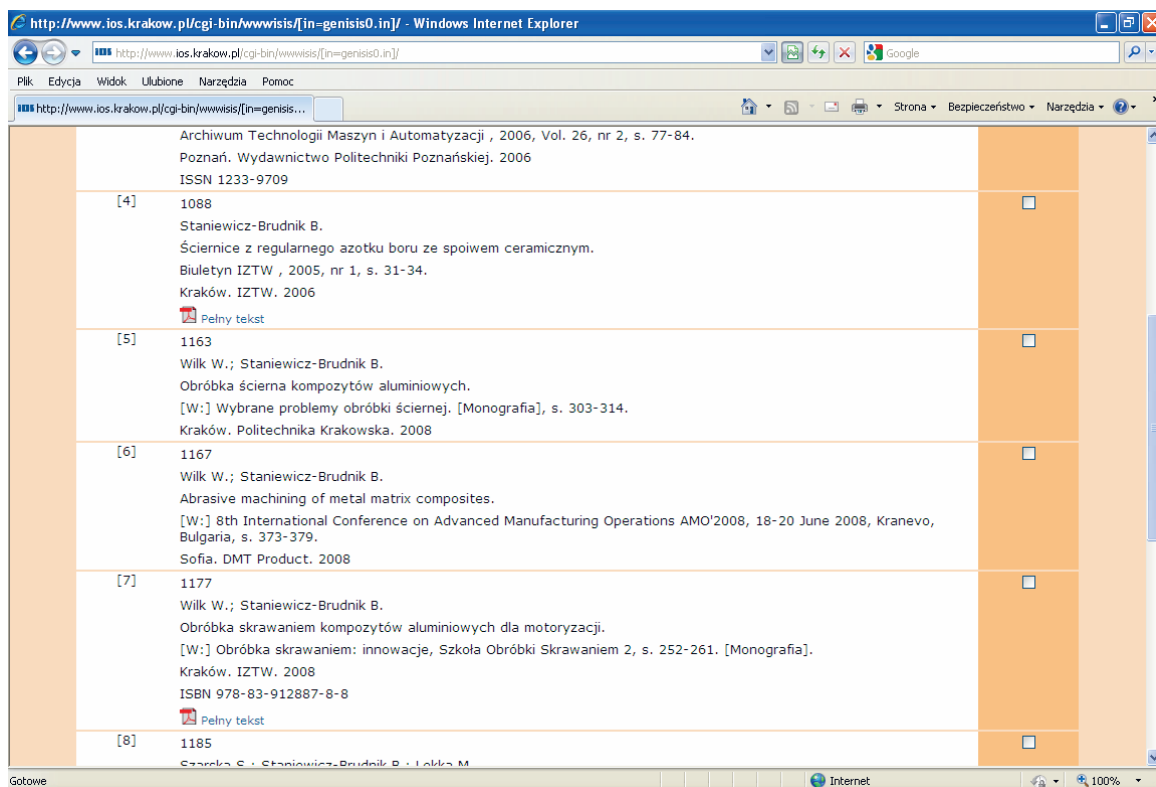 http://www.ios.krakow.pl/cgi-bin/wwwisis/[in=genisis0.in]/ - Windows Internet Explorer
http://www.ios.krakow.pl/cgi-bin/wwwisis/[in=genisis0.in]/
Google
Plik Edycja Widok Ulubione Narzędzia Pomoc
http://www.ios.krakow.pl/cgi-bin/wwwisis/[in=genisis...
Strona Bezpieczeństwo Narzędzia
Archiwum Technologii Maszyn i Automatyzacji , 2006, Vol. 26, nr 2, s. 77-84.
Poznań. Wydawnictwo Politechniki Poznańskiej. 2006
ISSN 1233-9709
[4] 1088
Staniewicz-Brudnik B.
Ściernice z regularnego azotku boru ze spoiwem ceramicznym.
Biuletyn IZTW , 2005, nr 1, s. 31-34.
Kraków. IZTW. 2006
Pełny tekst
[5] 1163
Wilk W.; Staniewicz-Brudnik B.
Obróbka ścierna kompozytów aluminiowych.
[W:] Wybrane problemy obróbki ściernej. [Monografia], s. 303-314.
Kraków. Politechnika Krakowska. 2008
[6] 1167
Wilk W.; Staniewicz-Brudnik B.
Abrasive machining of metal matrix composites.
[W:] 8th International Conference on Advanced Manufacturing Operations AMO'2008, 18-20 June 2008, Kranevo,
Bulgaria, s. 373-379.
Sofia. DMT Product. 2008
[7] 1177
Wilk W.; Staniewicz-Brudnik B.
Obróbka skrawaniem kompozytów aluminiowych dla motoryzacji.
[W:] Obróbka skrawaniem: innowacje, Szkoła Obróbki Skrawaniem 2, s. 252-261. [Monografia].
Kraków. IZTW. 2008
ISBN 978-83-912887-8-8
Pełny tekst
[8] 1185
Szarska S.; Staniewicz-Brudnik B.; Lekka M.
Gotowe Internet 100%